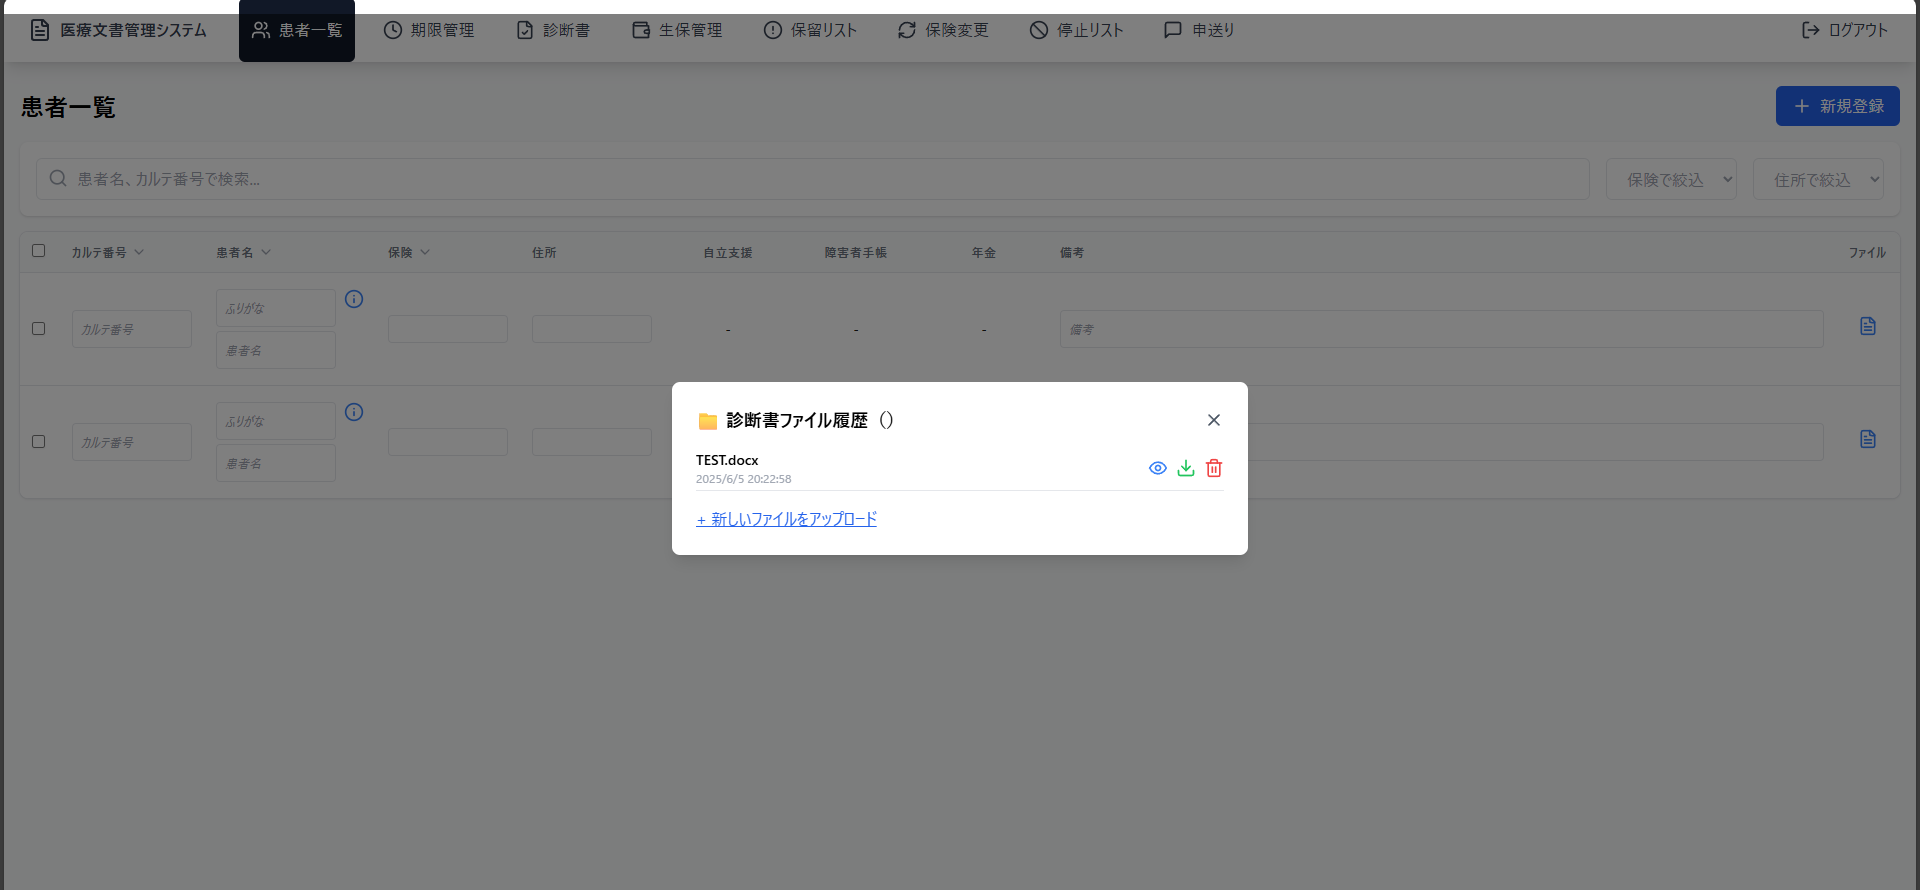 医療文書管理システム 患者一覧 期限管理 診断書 生保管理 保留リスト 保険変更 停止リスト 申送り ログアウト
患者一覧 新規登録
患者名、カルテ番号で検索... 保険で絞込 住所で絞込
カルテ番号 患者名 保険 住所 自立支援 障害者手帳 年金 備考 ファイル
ふりがな
カルテ番号 - - - 備考
患者名
ふりがな
カルテ番号
患者名
診断書ファイル履歴（）
TEST.docx
2025/6/5 20:22:58
+ 新しいファイルをアップロード